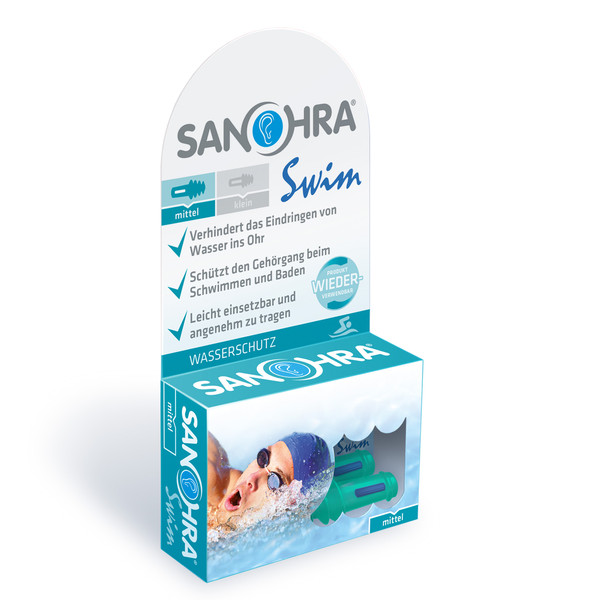 SANOHRA®
Swim
mittel
klein
Verhindert das Eindringen von
Wasser ins Ohr
Schützt den Gehörgang beim
Schwimmen und Baden
Leicht einsetzbar und
angenehm zu tragen
PRODUKT
WIEDER-
VERWENDBAR
WASSERSCHUTZ
SANOHRA®
mittel
SANOHRA®
Swim
Swim
mittel